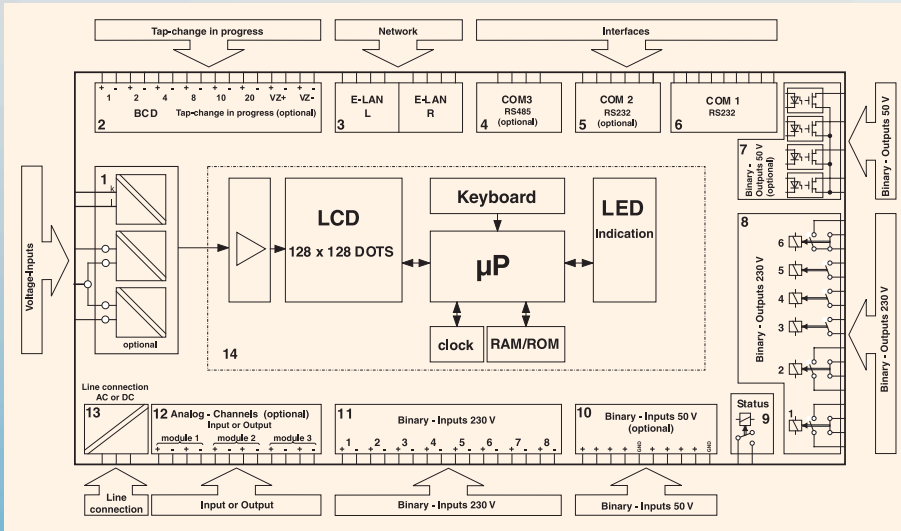 Tap-change in progress
Network
Interfaces
+ - + - + - + - + - + - + - + -
1 2 4 8 10 20 VZ+ VZ-
2 BCD Tap-change in progress (optional)
E-LAN
L
3
E-LAN
R
COM3
RS485
(optional)
4
COM 2
RS232
(optional)
5
COM 1
RS232
6
7
Binary - Outputs 50 V
(optional)
Binary - Outputs 50 V
Voltage-Inputs
1
k
l
optional
LCD
128 x 128 DOTS
Keyboard
µP
LED
Indication
clock
RAM/ROM
14
8
Binary - Outputs 230 V
6
5
4
3
2
1
Binary - Outputs 230 V
Status
9
Line connection
AC or DC
13
12 Analog - Channels (optional)
Input or Output
module 1 module 2 module 3
+ - + - + - + - + - + -
11
Binary - Inputs 230 V
1 2 3 4 5 6 7 8
+ - + - + - + - + - + - + - + -
10
Binary - Inputs 50 V
(optional)
+ + + + GND + + + + GND
Line
connection
Input or Output
Binary - Inputs 230 V
Binary - Inputs 50 V